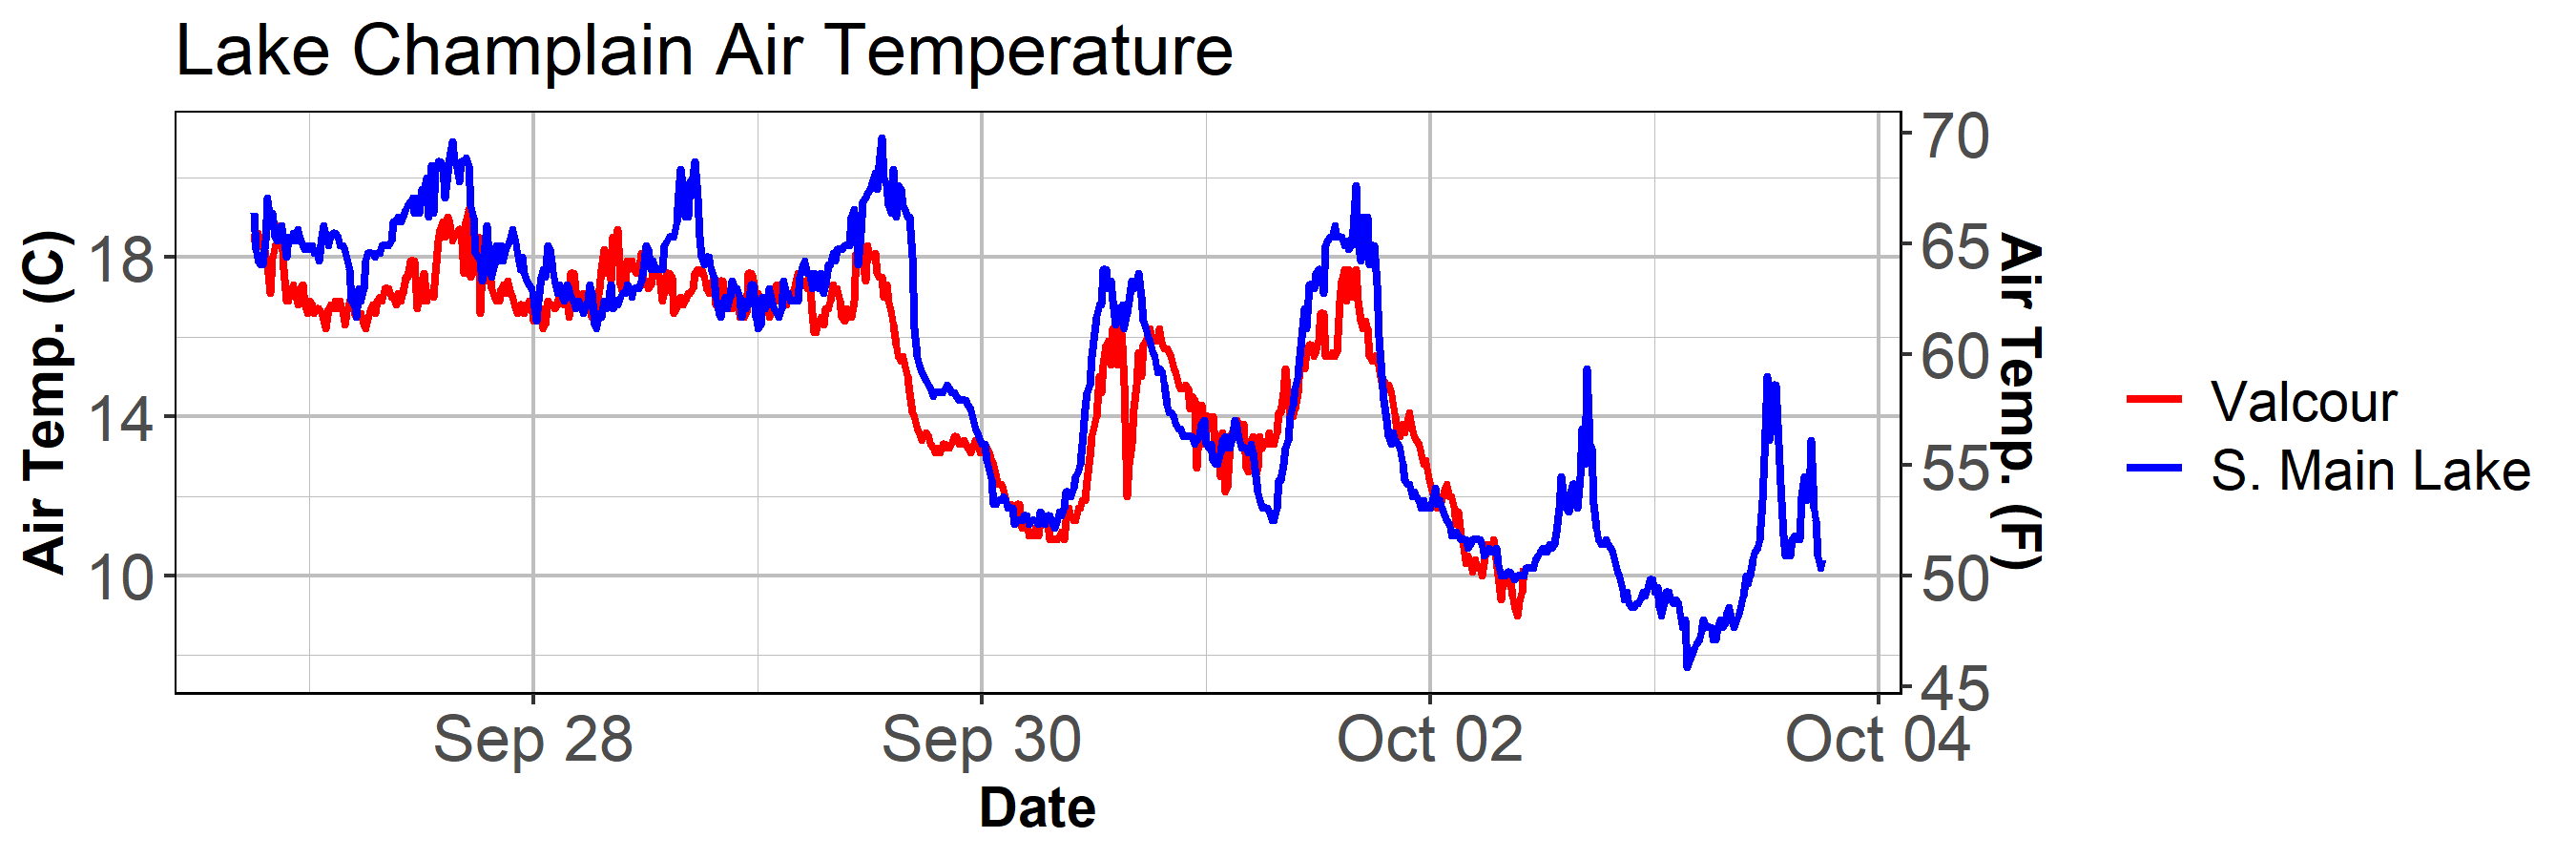 Lake Champlain Air Temperature
Air Temp. (C)
18
14
10
70
65
60
55
50
45
Air Temp. (F)
Sep 28
Sep 30
Oct 02
Oct 04
Date
Valcour
S. Main Lake